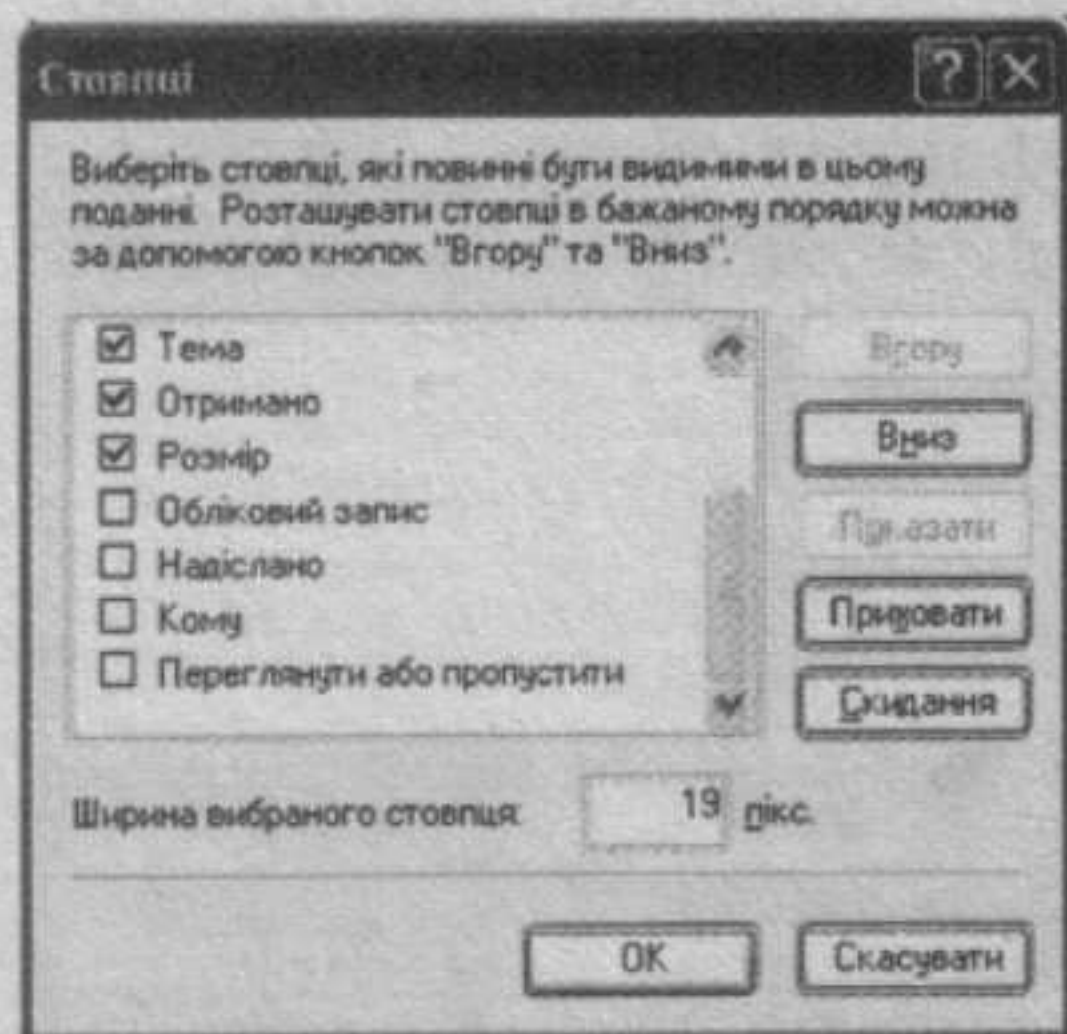 Стовпці
Виберіть стовпці, які повинні бути видимими в цьому
поданні. Розташувати стовпці в бажаному порядку можна
за допомогою кнопок "Вгору" та "Вниз".
Тема
Отримано
Розмір
Обліковий запис
Надіслано
Кому
Переглянути або пропустити
Вгору
Вниз
Показати
Приховати
Скидання
Ширина вибраного стовпця: 19 пікс.
OK Скасувати